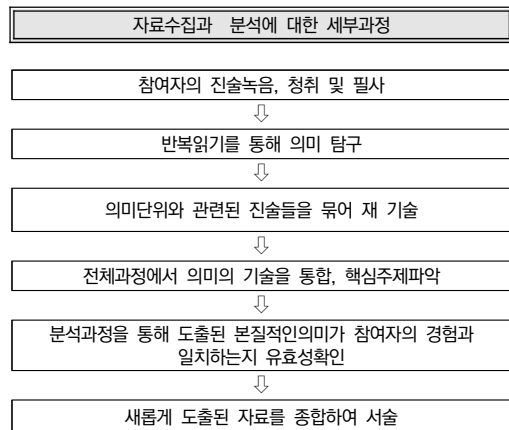 자료수집과 분석에 대한 세부과정
참여자의 진술녹음, 청취 및 필사
⇩
반복읽기를 통해 의미 탐구
⇩
의미단위와 관련된 진술들을 묶어 재 기술
⇩
전체과정에서 의미의 기술을 통합, 핵심주제파악
⇩
분석과정을 통해 도출된 본질적인의미가 참여자의 경험과
일치하는지 유효성확인
⇩
새롭게 도출된 자료를 종합하여 서술